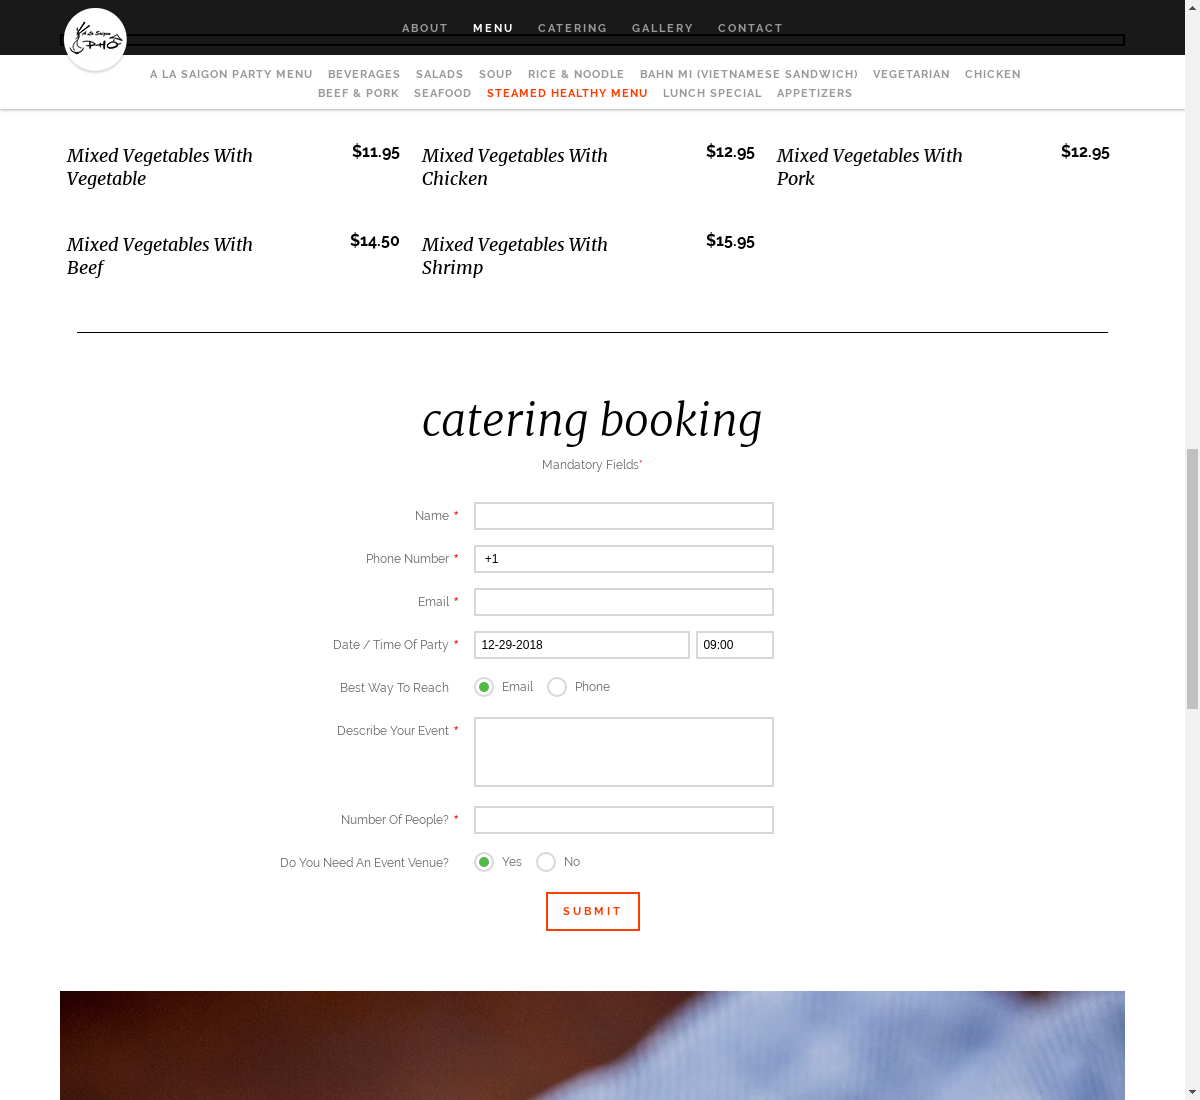 A La Saigon
PHO
ABOUT MENU CATERING GALLERY CONTACT
A LA SAIGON PARTY MENU BEVERAGES SALADS SOUP RICE & NOODLE BAHN MI (VIETNAMESE SANDWICH) VEGETARIAN CHICKEN
BEEF & PORK SEAFOOD STEAMED HEALTHY MENU LUNCH SPECIAL APPETIZERS
Mixed Vegetables With $11.95 Mixed Vegetables With $12.95 Mixed Vegetables With $12.95
Vegetable Chicken Pork
Mixed Vegetables With $14.50 Mixed Vegetables With $15.95
Beef Shrimp
catering booking
Mandatory Fields*
Name *
Phone Number * +1
Email *
Date / Time Of Party * 12-29-2018 09:00
Best Way To Reach Email Phone
Describe Your Event *
Number Of People? *
Do You Need An Event Venue? Yes No
SUBMIT